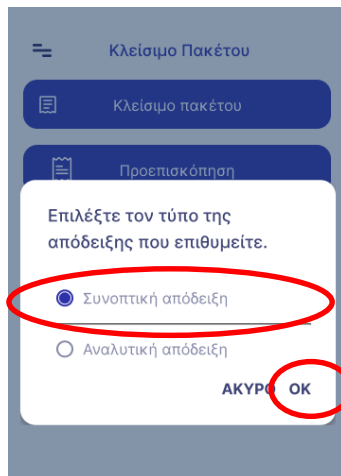 Κλείσιμο Πακέτου
Κλείσιμο πακέτου
Προεπισκόπηση
Επιλέξτε τον τύπο της
απόδειξης που επιθυμείτε.
Συνοπτική απόδειξη
Αναλυτική απόδειξη
ΑΚΥΡΟ OK